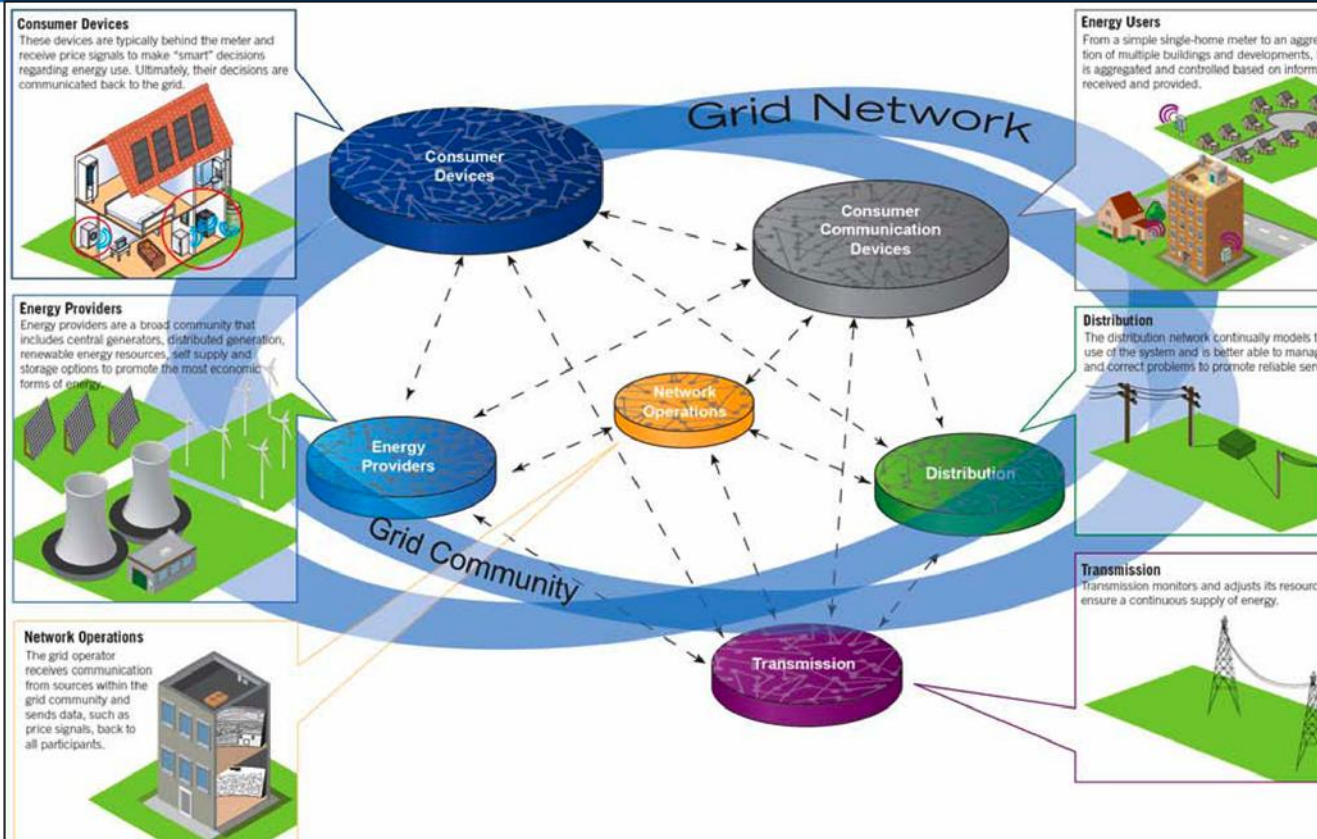 Consumer Devices
These devices are typically behind the meter and
receive price signals to make "smart" decisions
regarding energy use. Ultimately, their decisions are
communicated back to the grid.
Energy Providers
Energy providers are a broad community that
includes central generators, distributed generation,
renewable energy resources, self supply and
storage options to promote the most economic
forms of energy.
Network Operations
The grid operator
receives communication
from sources within the
grid community and
sends data, such as
price signals, back to
all participants.
Grid Network
Consumer
Devices
Consumer
Communication
Devices
Network
Operations
Energy
Providers
Distribution
Grid Community
Transmission
Energy Users
From a simple single-home meter to an aggre
tion of multiple buildings and developments,
is aggregated and controlled based on inform
received and provided.
Distribution
The distribution network continually models t
use of the system and is better able to manag
and correct problems to promote reliable ser
Transmission
Transmission monitors and adjusts its resour
ensure a continuous supply of energy.